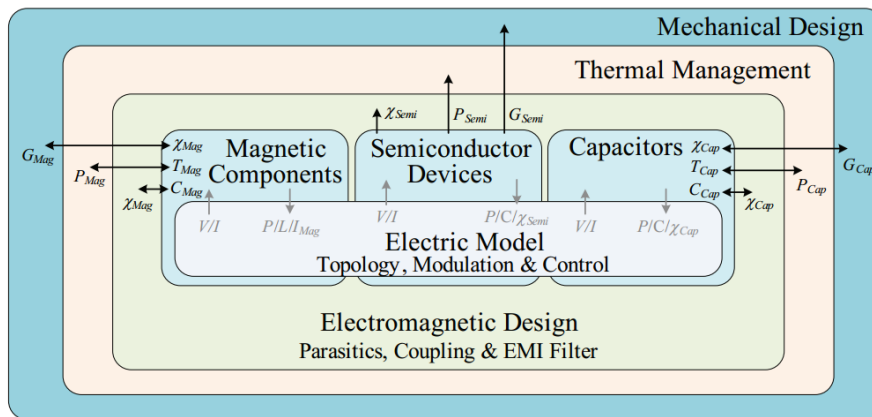 Mechanical Design
Thermal Management
χSemi
PSemi
GSemi
GMag
χMag
Magnetic
Components
Semiconductor
Devices
Capacitors
χCap
GCap
PMag
TMag
TCap
PCap
χMag
CMag
CCap
χCap
V/I
P/L/IMag
V/I
P/C/χSemi
V/I
P/C/χCap
Electric Model
Topology, Modulation & Control
Electromagnetic Design
Parasitics, Coupling & EMI Filter